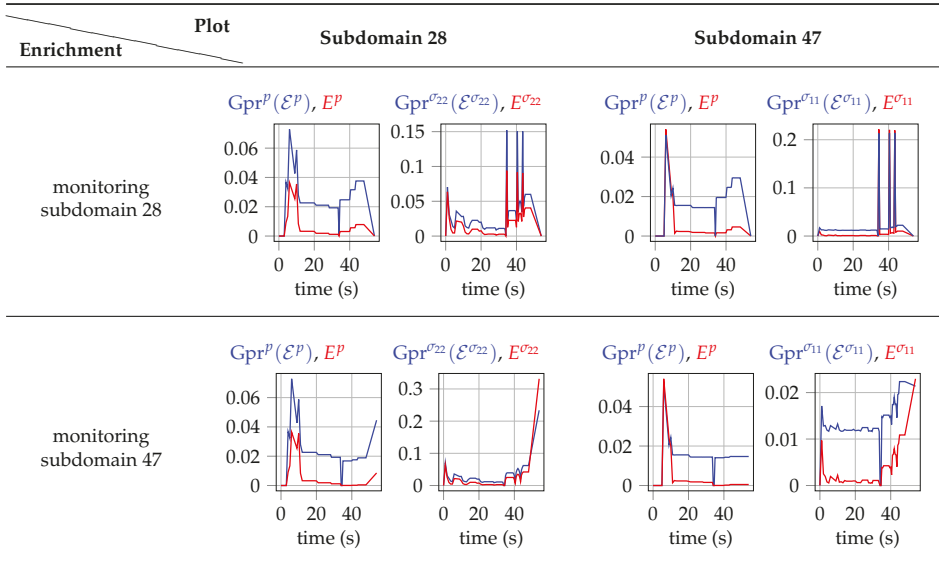 Plot
Enrichment
Subdomain 28
Subdomain 47
monitoring
subdomain 28
Gpr^p(ℰ^p), E^p
0.06
0.04
0.02
0
20 40
time (s)
Gpr^σ22(ℰ^σ22), E^σ22
0.15
0.1
0.05
0
0 20 40
time (s)
Gpr^p(ℰ^p), E^p
0.04
0.02
0
0 20 40
time (s)
Gpr^σ11(ℰ^σ11), E^σ11
0.2
0.1
0
0 20 40
time (s)
monitoring
subdomain 47
Gpr^p(ℰ^p), E^p
0.06
0.04
0.02
0
0 20 40
time (s)
Gpr^σ22(ℰ^σ22), E^σ22
0.3
0.2
0.1
0
0 20 40
time (s)
Gpr^p(ℰ^p), E^p
0.04
0.02
0
0 20 40
time (s)
Gpr^σ11(ℰ^σ11), E^σ11
0.02
0.01
0
0 20 40
time (s)